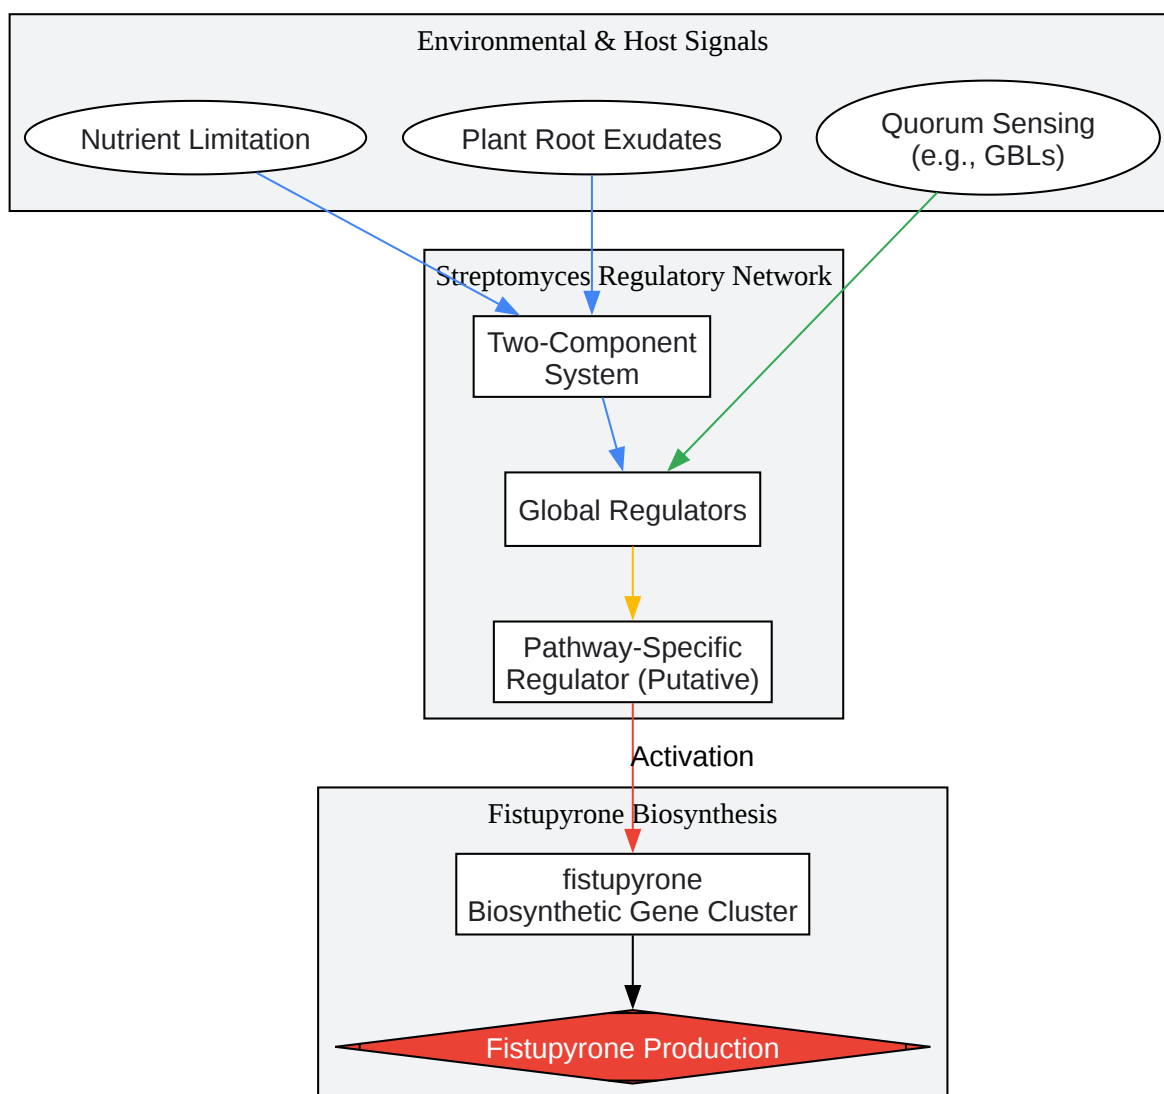 Environmental & Host Signals
Nutrient Limitation
Plant Root Exudates
Quorum Sensing
(e.g., GBLs)
Streptomyces Regulatory Network
Two-Component
System
Global Regulators
Pathway-Specific
Regulator (Putative)
Activation
Fistupyrone Biosynthesis
fistupyrone
Biosynthetic Gene Cluster
Fistupyrone Production